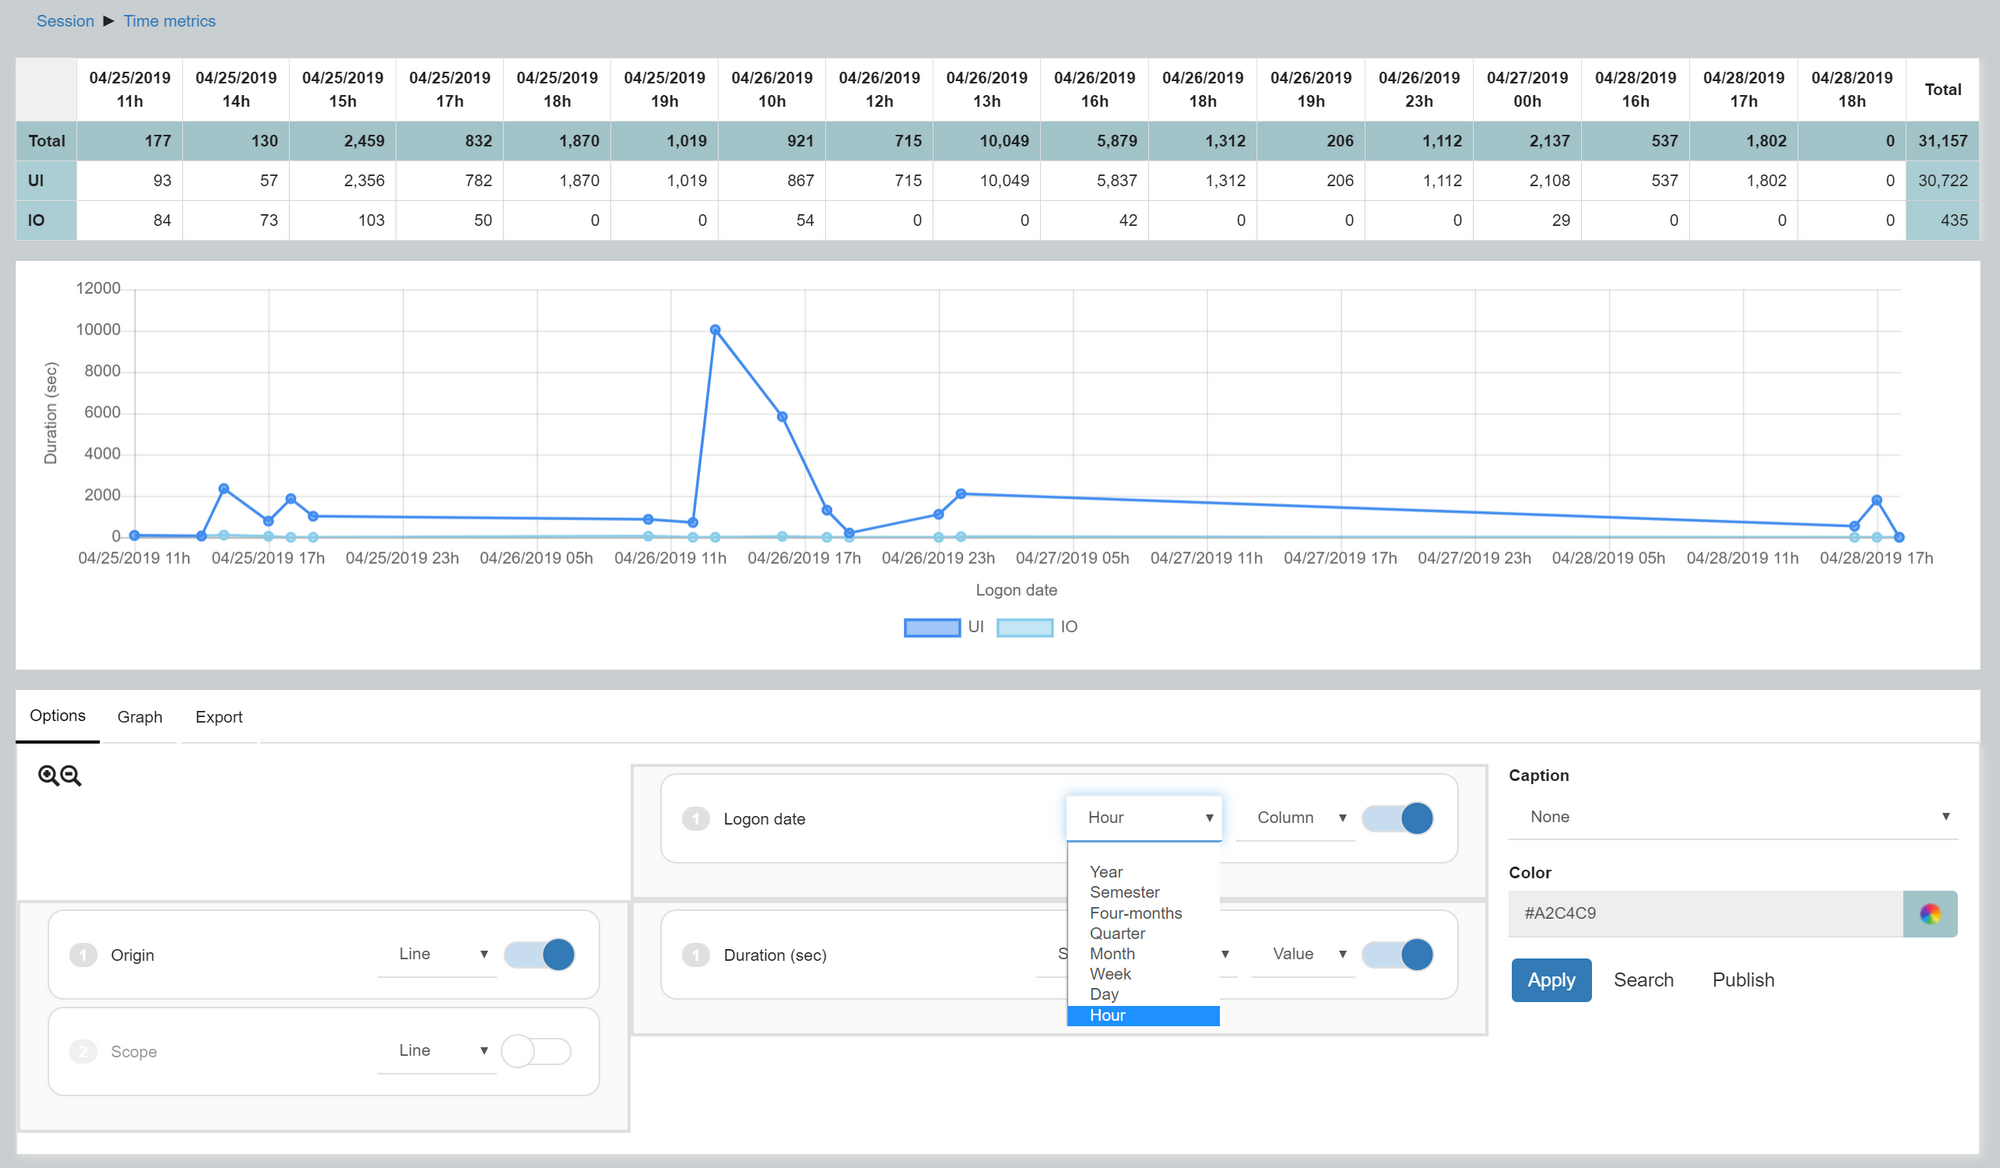 Session ► Time metrics
04/25/2019 11h 04/25/2019 14h 04/25/2019 15h 04/25/2019 17h 04/25/2019 18h 04/25/2019 19h 04/26/2019 10h 04/26/2019 12h 04/26/2019 13h 04/26/2019 16h 04/26/2019 18h 04/26/2019 19h 04/26/2019 23h 04/27/2019 00h 04/28/2019 16h 04/28/2019 17h 04/28/2019 18h Total
Total 177 130 2,459 832 1,870 1,019 921 715 10,049 5,879 1,312 206 1,112 2,137 537 1,802 0 31,157
UI 93 57 2,356 782 1,870 1,019 867 715 10,049 5,837 1,312 206 1,112 2,108 537 1,802 0 30,722
IO 84 73 103 50 0 0 54 0 0 42 0 0 0 29 0 0 0 435
Duration (sec)
12000
10000
8000
6000
4000
2000
0
04/25/2019 11h 04/25/2019 17h 04/25/2019 23h 04/26/2019 05h 04/26/2019 11h 04/26/2019 17h 04/26/2019 23h 04/27/2019 05h 04/27/2019 11h 04/27/2019 17h 04/27/2019 23h 04/28/2019 05h 04/28/2019 11h 04/28/2019 17h
Logon date
UI IO
Options Graph Export
1 Logon date Hour Column
Year
Semester
Four-months
Quarter
Month
Week
Day
Hour
1 Origin Line
2 Scope Line
1 Duration (sec) S Value
Caption
None
Color
#A2C4C9
Apply Search Publish